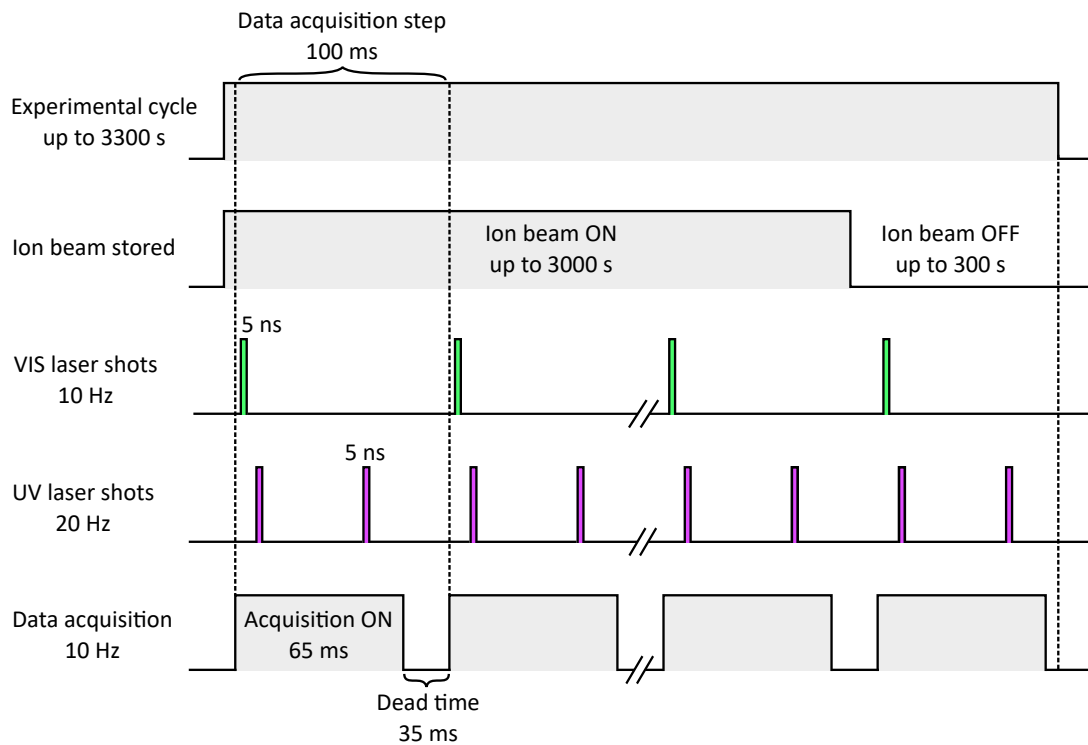 Data acquisition step
100 ms
Experimental cycle
up to 3300 s
Ion beam stored
Ion beam ON
up to 3000 s
Ion beam OFF
up to 300 s
5 ns
VIS laser shots
10 Hz
5 ns
UV laser shots
20 Hz
Data acquisition
10 Hz
Acquisition ON
65 ms
Dead time
35 ms